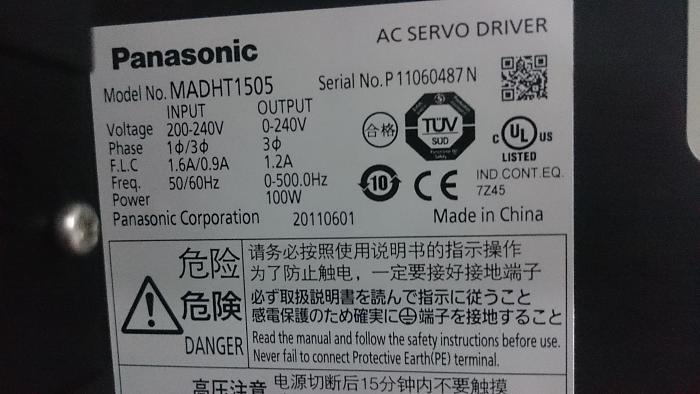 Panasonic AC SERVO DRIVER
Model No. MADHT1505 Serial No. P11060487N
INPUT OUTPUT
Voltage 200-240V 0-240V
Phase 1ϕ/3ϕ 3ϕ
F.L.C 1.6A/0.9A 1.2A
Freq. 50/60Hz 0-500.0Hz
Power 100W
合格
TÜV
SUD
C UL US
LISTED
IND.CONT.EQ.
7Z45
10
CE
Panasonic Corporation 20110601 Made in China
危险
请务必按照使用说明书的指示操作
为了防止触电，一定要接好接地端子
危険
必ず取扱説明書を読んで指示に従うこと
感電保護のため確実に⏚端子を接地すること
DANGER
Read the manual and follow the safety instructions before use.
Never fail to connect Protective Earth(PE) terminal.
高压注意 电源切断后15分钟内不要触摸